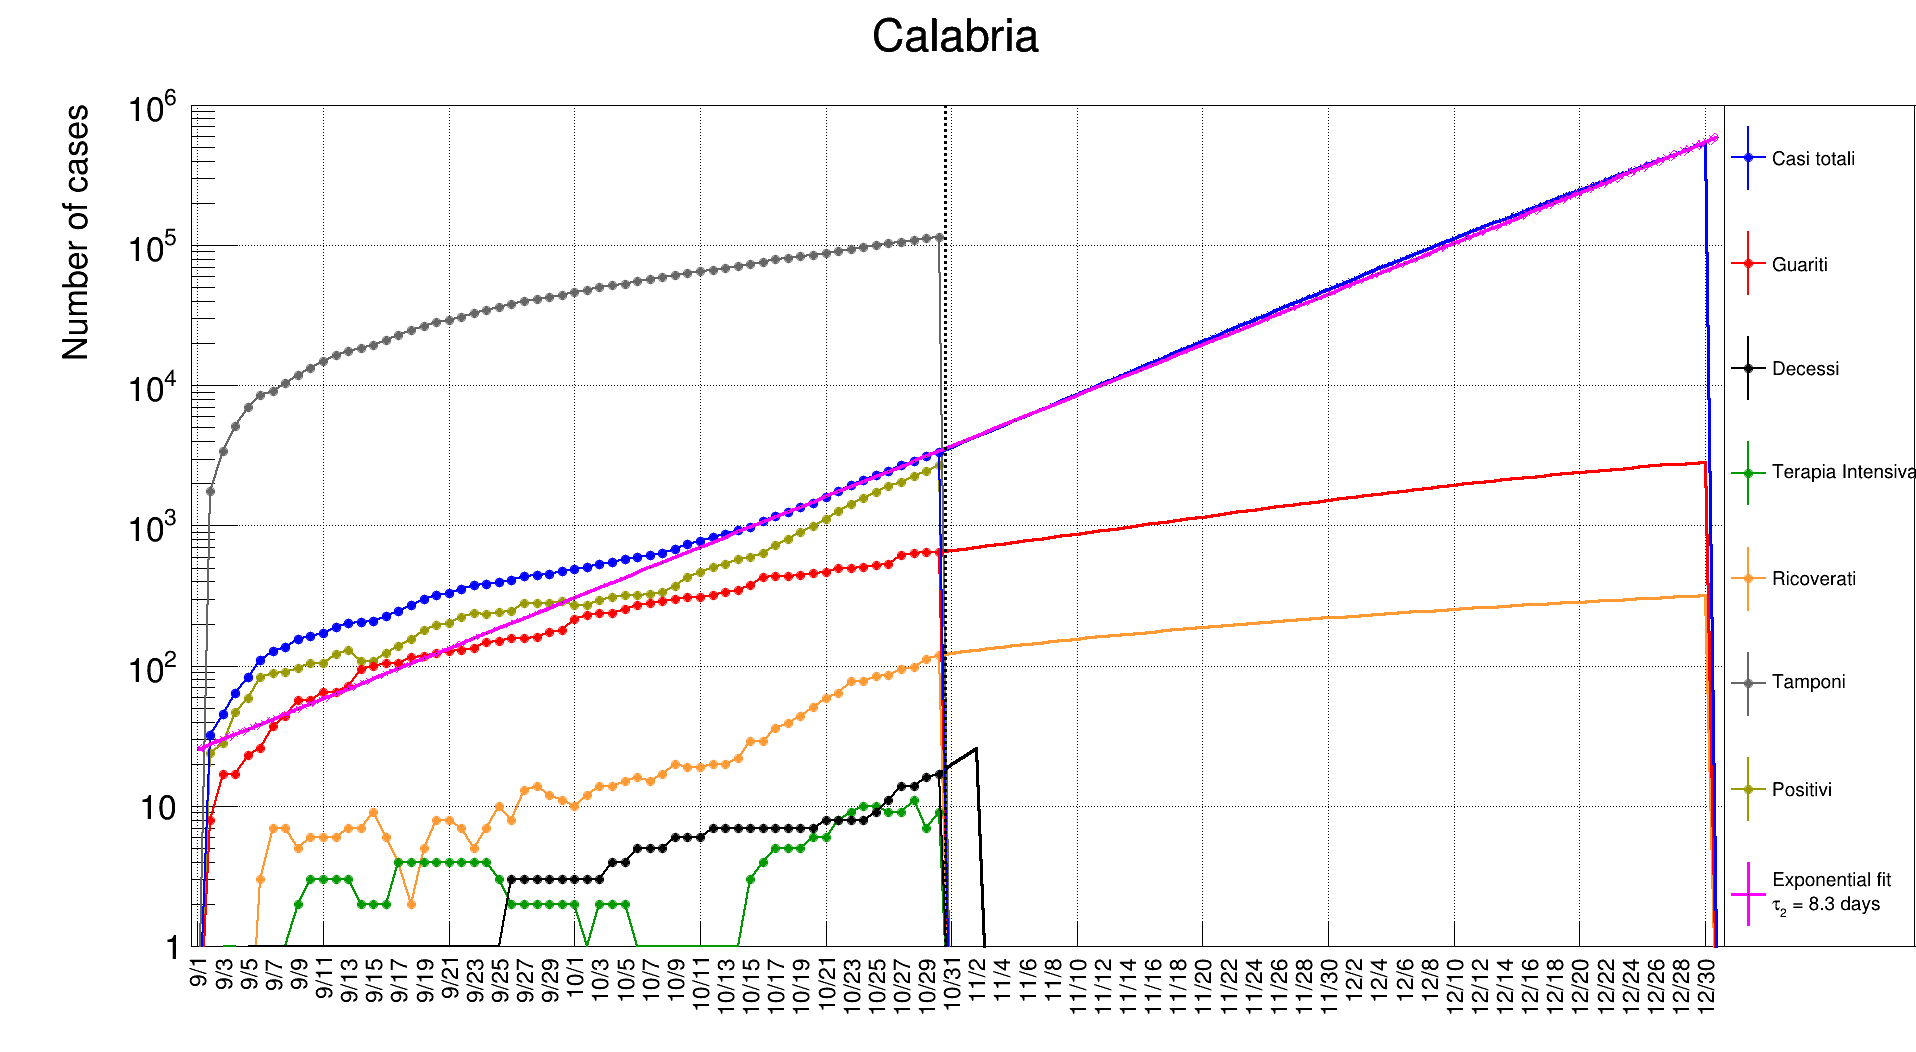 Calabria
Number of cases
10^6
10^5
10^4
10^3
10^2
10
1
9/1 9/3 9/5 9/7 9/9 9/11 9/13 9/15 9/17 9/19 9/21 9/23 9/25 9/27 9/29 10/1 10/3 10/5 10/7 10/9 10/11 10/13 10/15 10/17 10/19 10/21 10/23 10/25 10/27 10/29 10/31 11/2 11/4 11/6 11/8 11/10 11/12 11/14 11/16 11/18 11/20 11/22 11/24 11/26 11/28 11/30 12/2 12/4 12/6 12/8 12/10 12/12 12/14 12/16 12/18 12/20 12/22 12/24 12/26 12/28 12/30
Casi totali
Guariti
Decessi
Terapia Intensiva
Ricoverati
Tamponi
Positivi
Exponential fit
τ₂ = 8.3 days